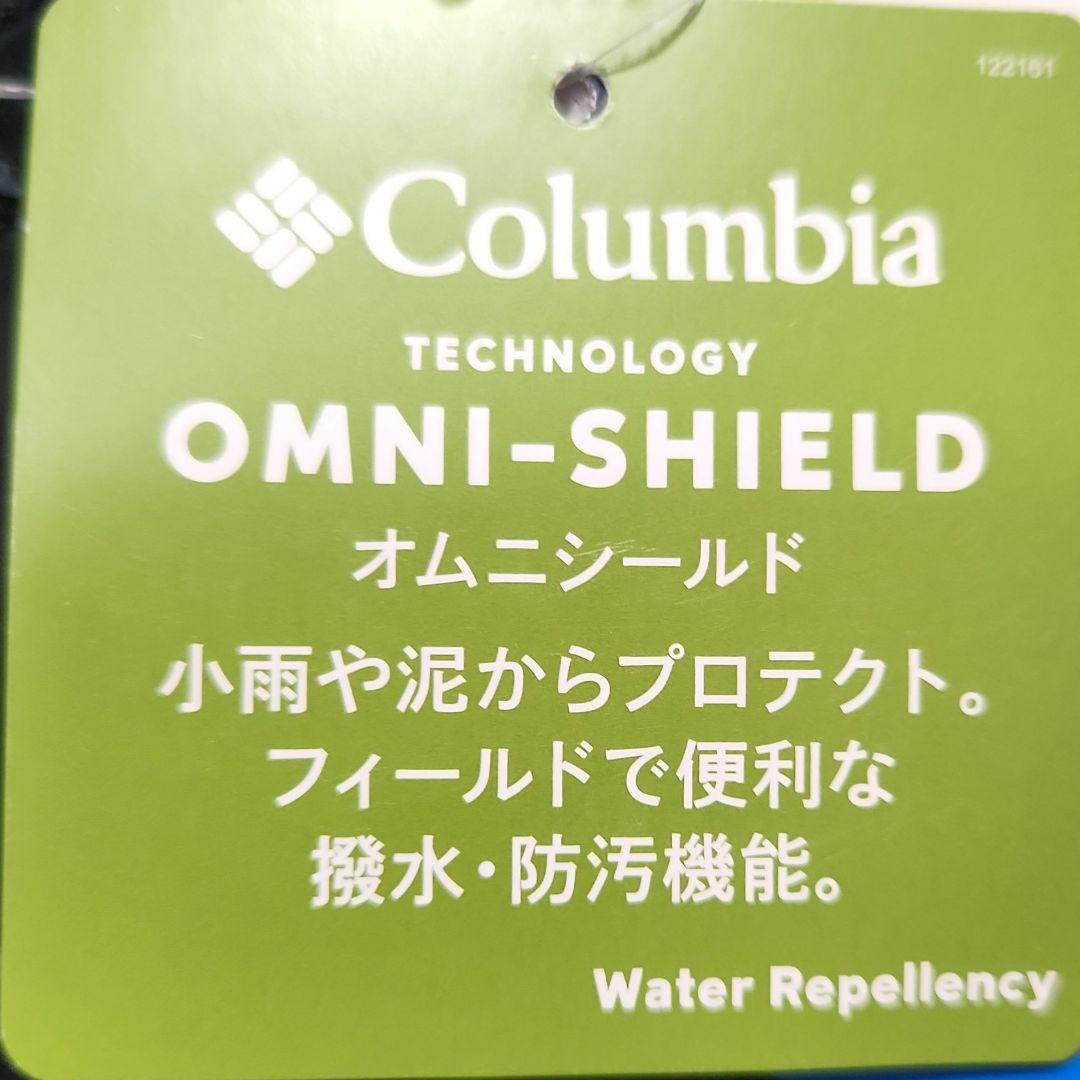 122161
Columbia
TECHNOLOGY
OMNI-SHIELD
オムニシールド
小雨や泥からプロテクト。
フィールドで便利な
撥水・防汚機能。
Water Repellency